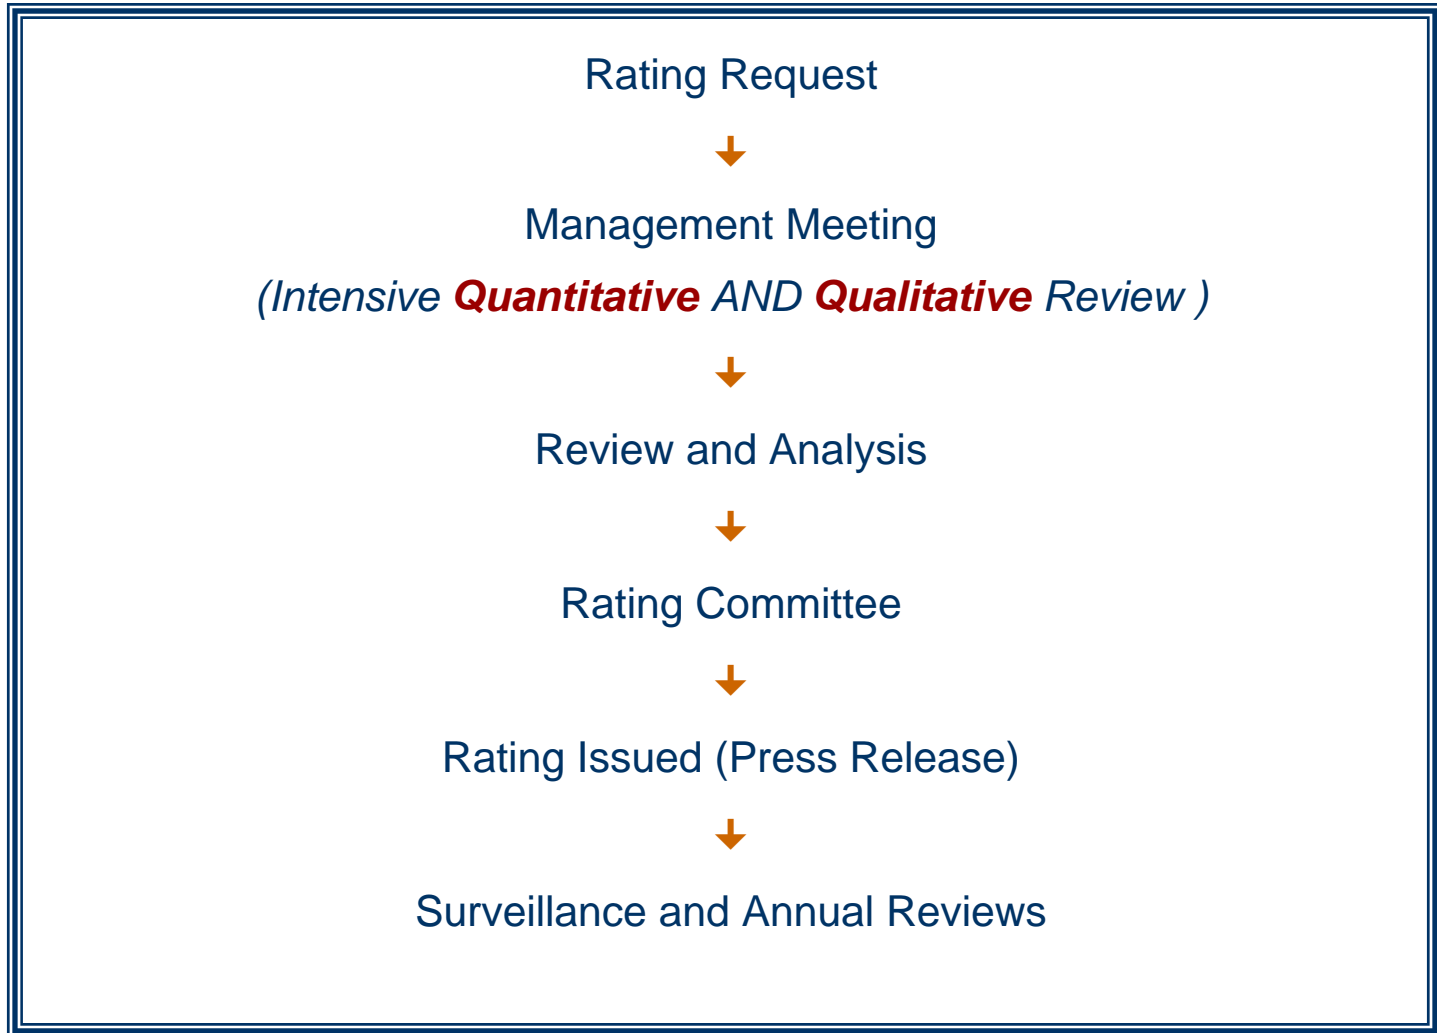 Rating Request
Management Meeting
(Intensive Quantitative AND Qualitative Review )
Review and Analysis
Rating Committee
Rating Issued (Press Release)
Surveillance and Annual Reviews